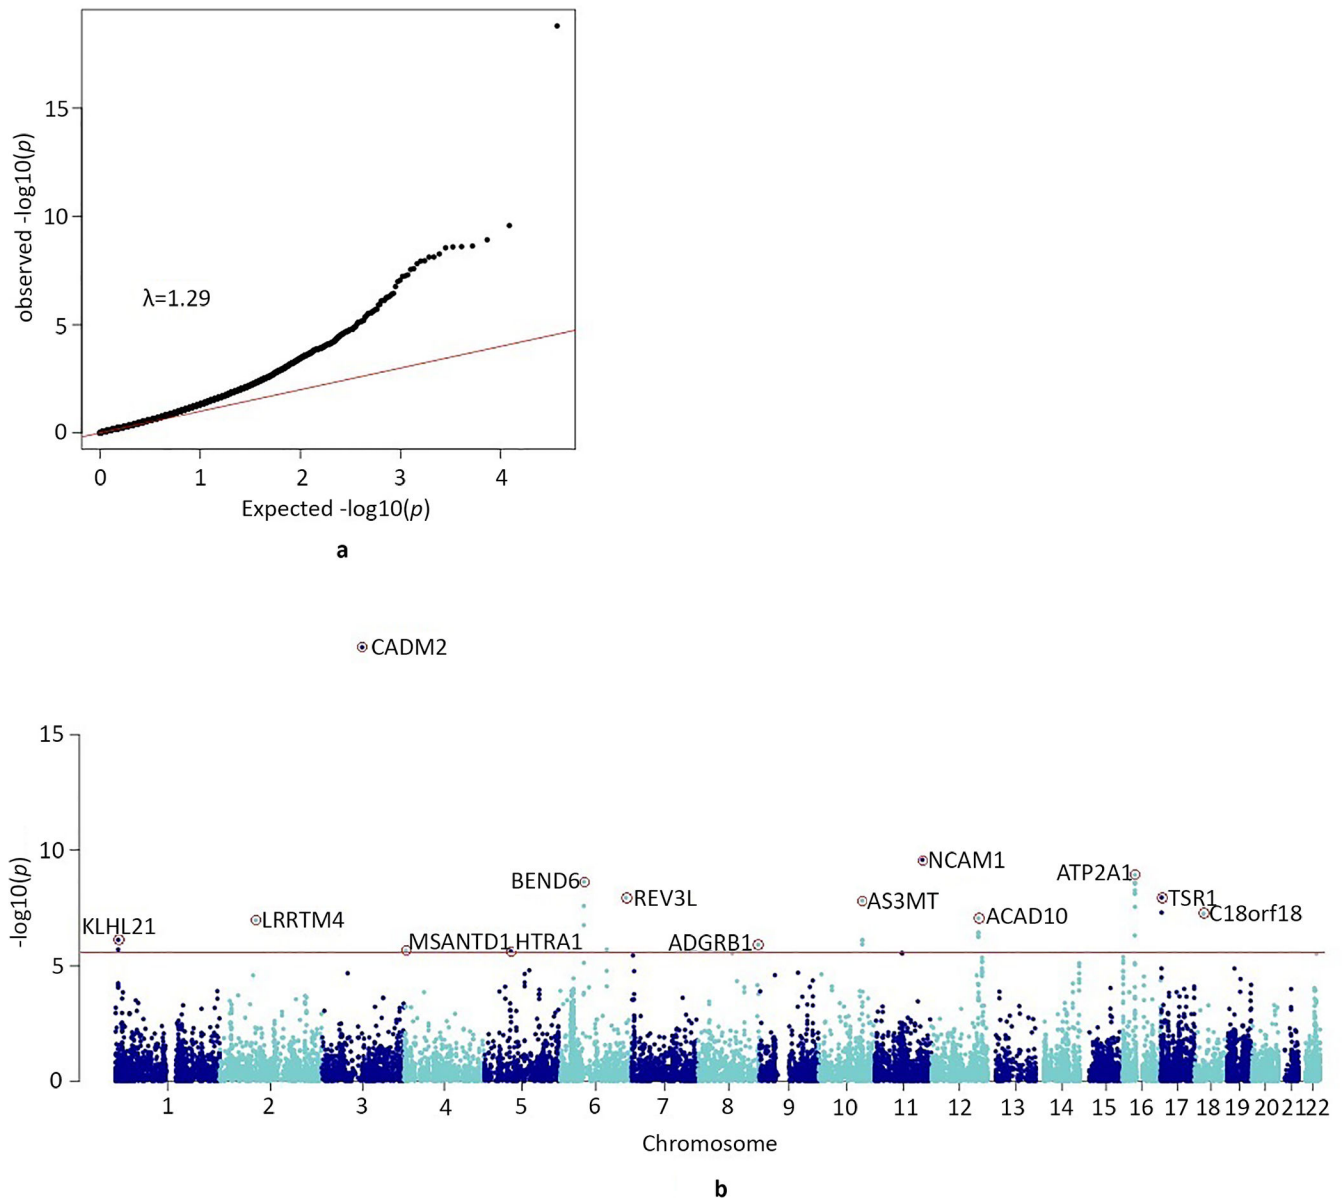 15
10
5
0
observed -log10(p)
λ=1.29
0 1 2 3 4
Expected -log10(p)
a
CADM2
15
10
5
0
-log10(p)
NCAM1
ATP2A1
BEND6
REV3L
AS3MT
TSR1
C18orf18
ACAD10
LRRTM4
KLHL21
MSANTD1
HTRA1
ADGRB1
1 2 3 4 5 6 7 8 9 10 11 12 13 14 15 16 17 18 19 20 2122
Chromosome
b